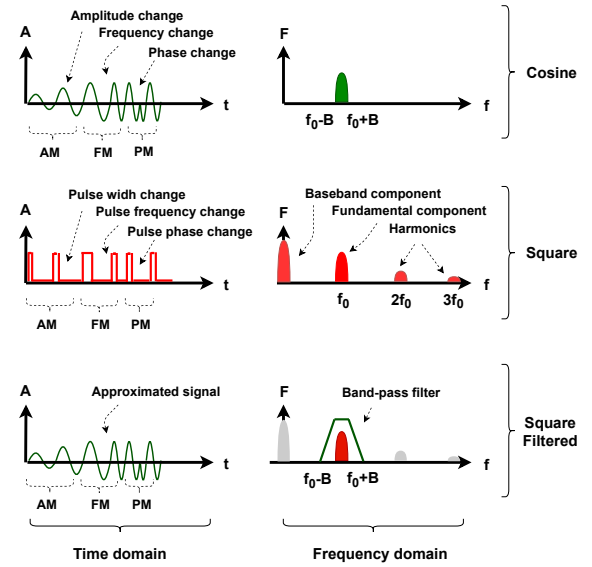 A
Amplitude change
Frequency change
Phase change
t
AM
FM
PM
F
f
f₀-B
f₀+B
Cosine
A
Pulse widh change
Pulse frequency change
Pulse phase change
t
AM
FM
PM
Baseband component
Fundamental component
Harmonics
F
f
f₀
2f₀
3f₀
Square
A
Approximated signal
t
AM
FM
PM
F
Band-pass filter
f
f₀-B
f₀+B
Square
Filtered
Time domain
Frequency domain